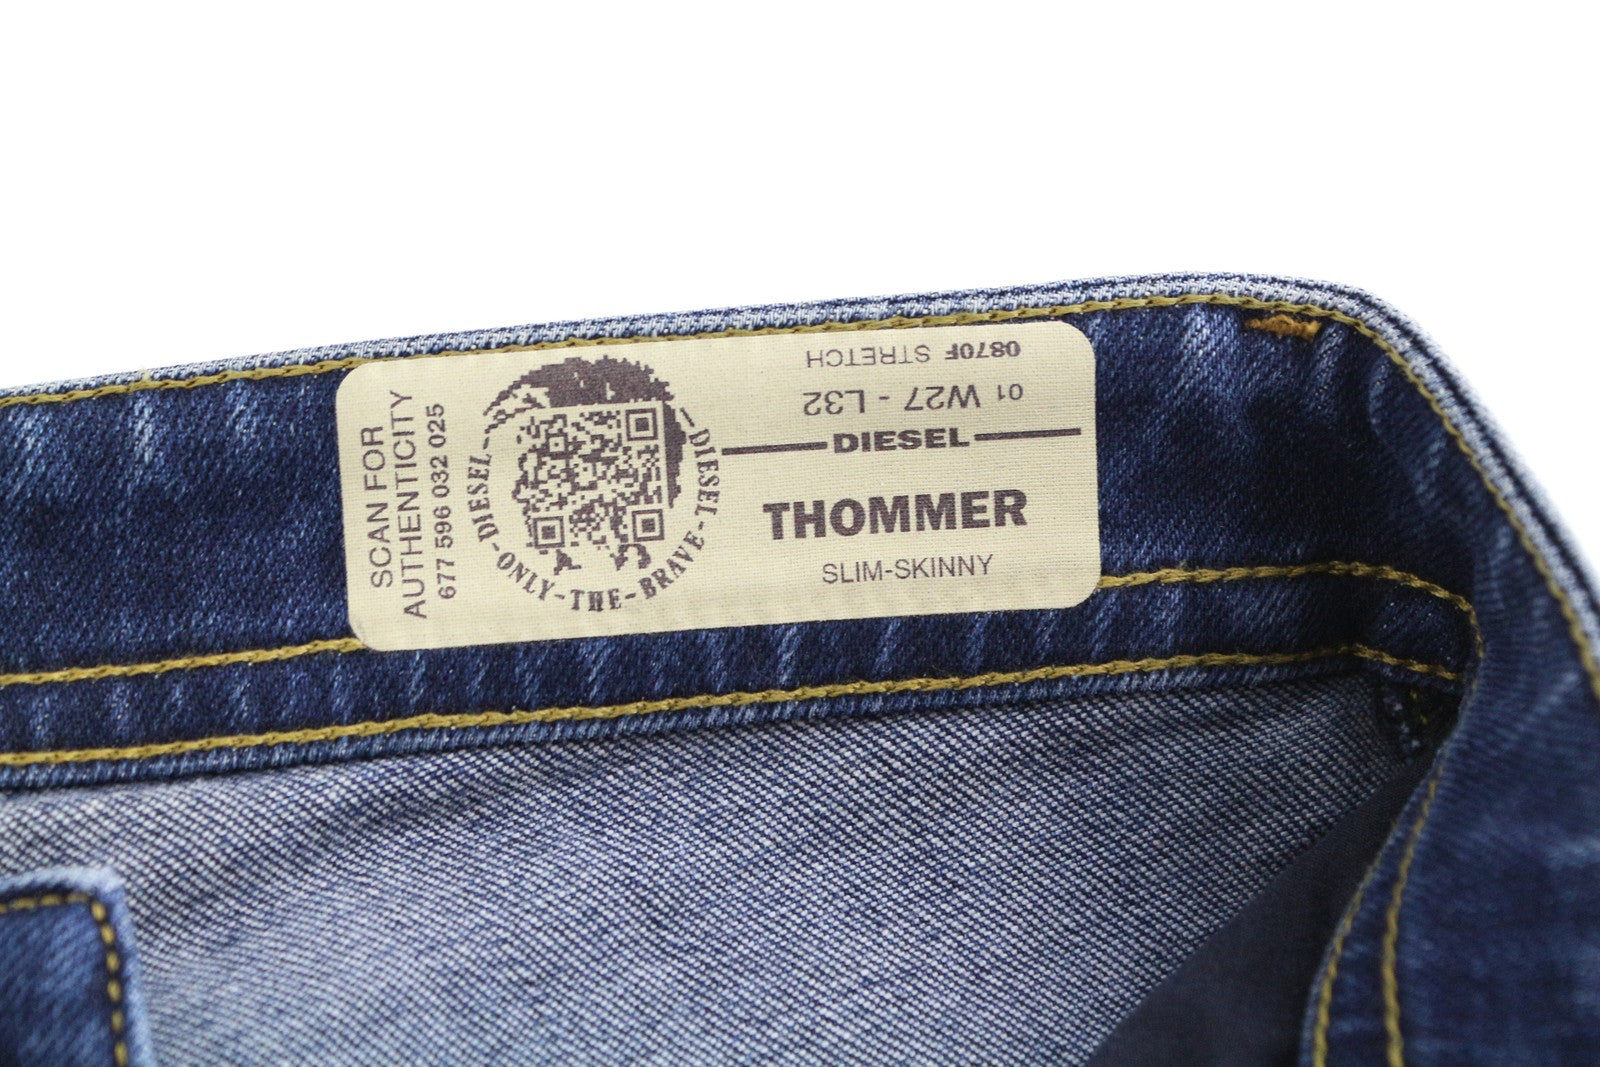 SCAN FOR
AUTHENTICITY
677 596 032 025
DIESEL
-ONLY-THE-BRAVE-
DIESEL
0870F STRETCH
01 W27 - L32
DIESEL
THOMMER
SLIM-SKINNY